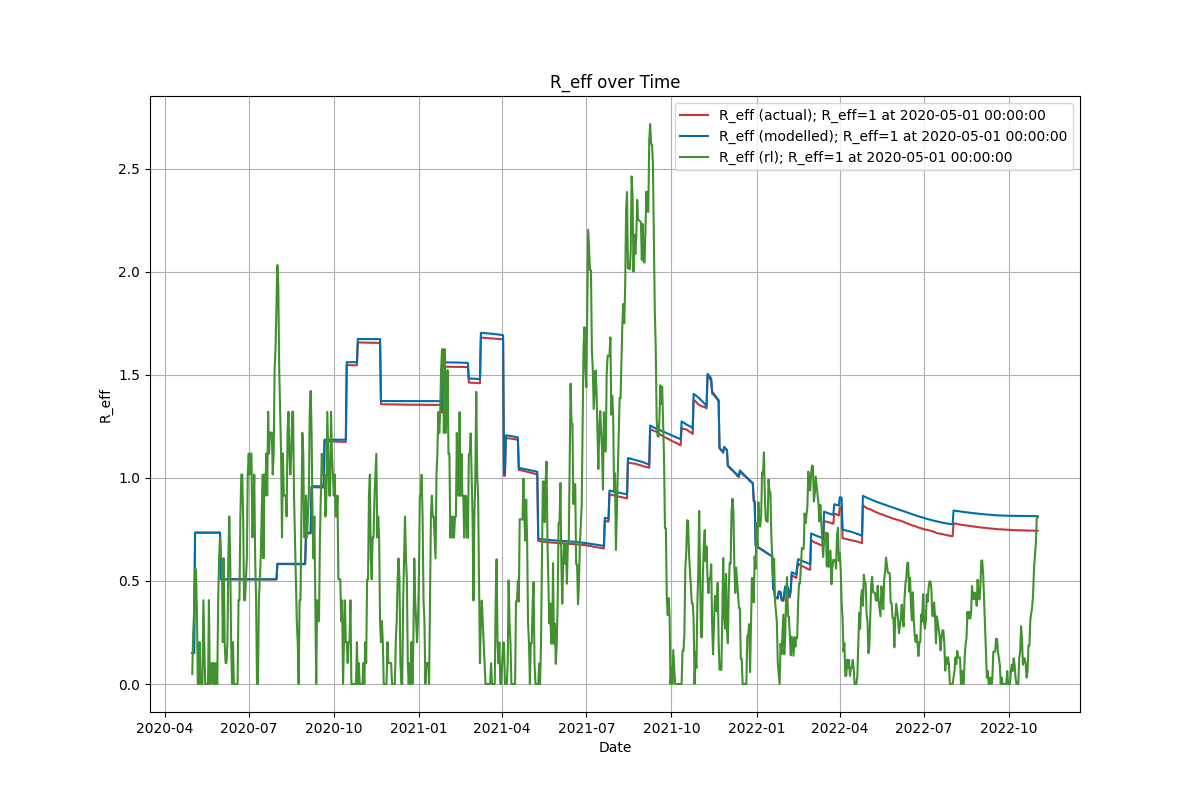 R_eff over Time
R_eff (actual); R_eff=1 at 2020-05-01 00:00:00
R_eff (modelled); R_eff=1 at 2020-05-01 00:00:00
R_eff (rl); R_eff=1 at 2020-05-01 00:00:00
R_eff
2.5
2.0
1.5
1.0
0.5
0.0
2020-04 2020-07 2020-10 2021-01 2021-04 2021-07 2021-10 2022-01 2022-04 2022-07 2022-10
Date